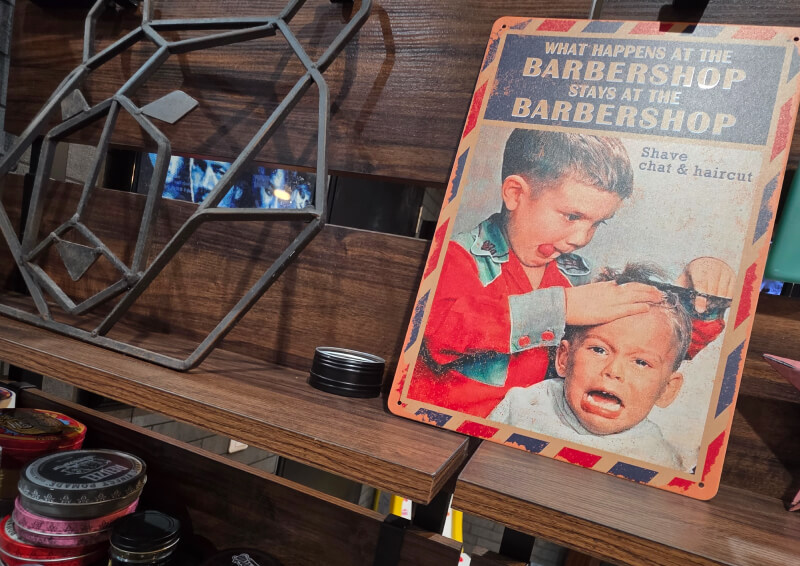 WHAT HAPPENS AT THE
BARBERSHOP
STAYS AT THE
BARBERSHOP
Shave
chat & haircut